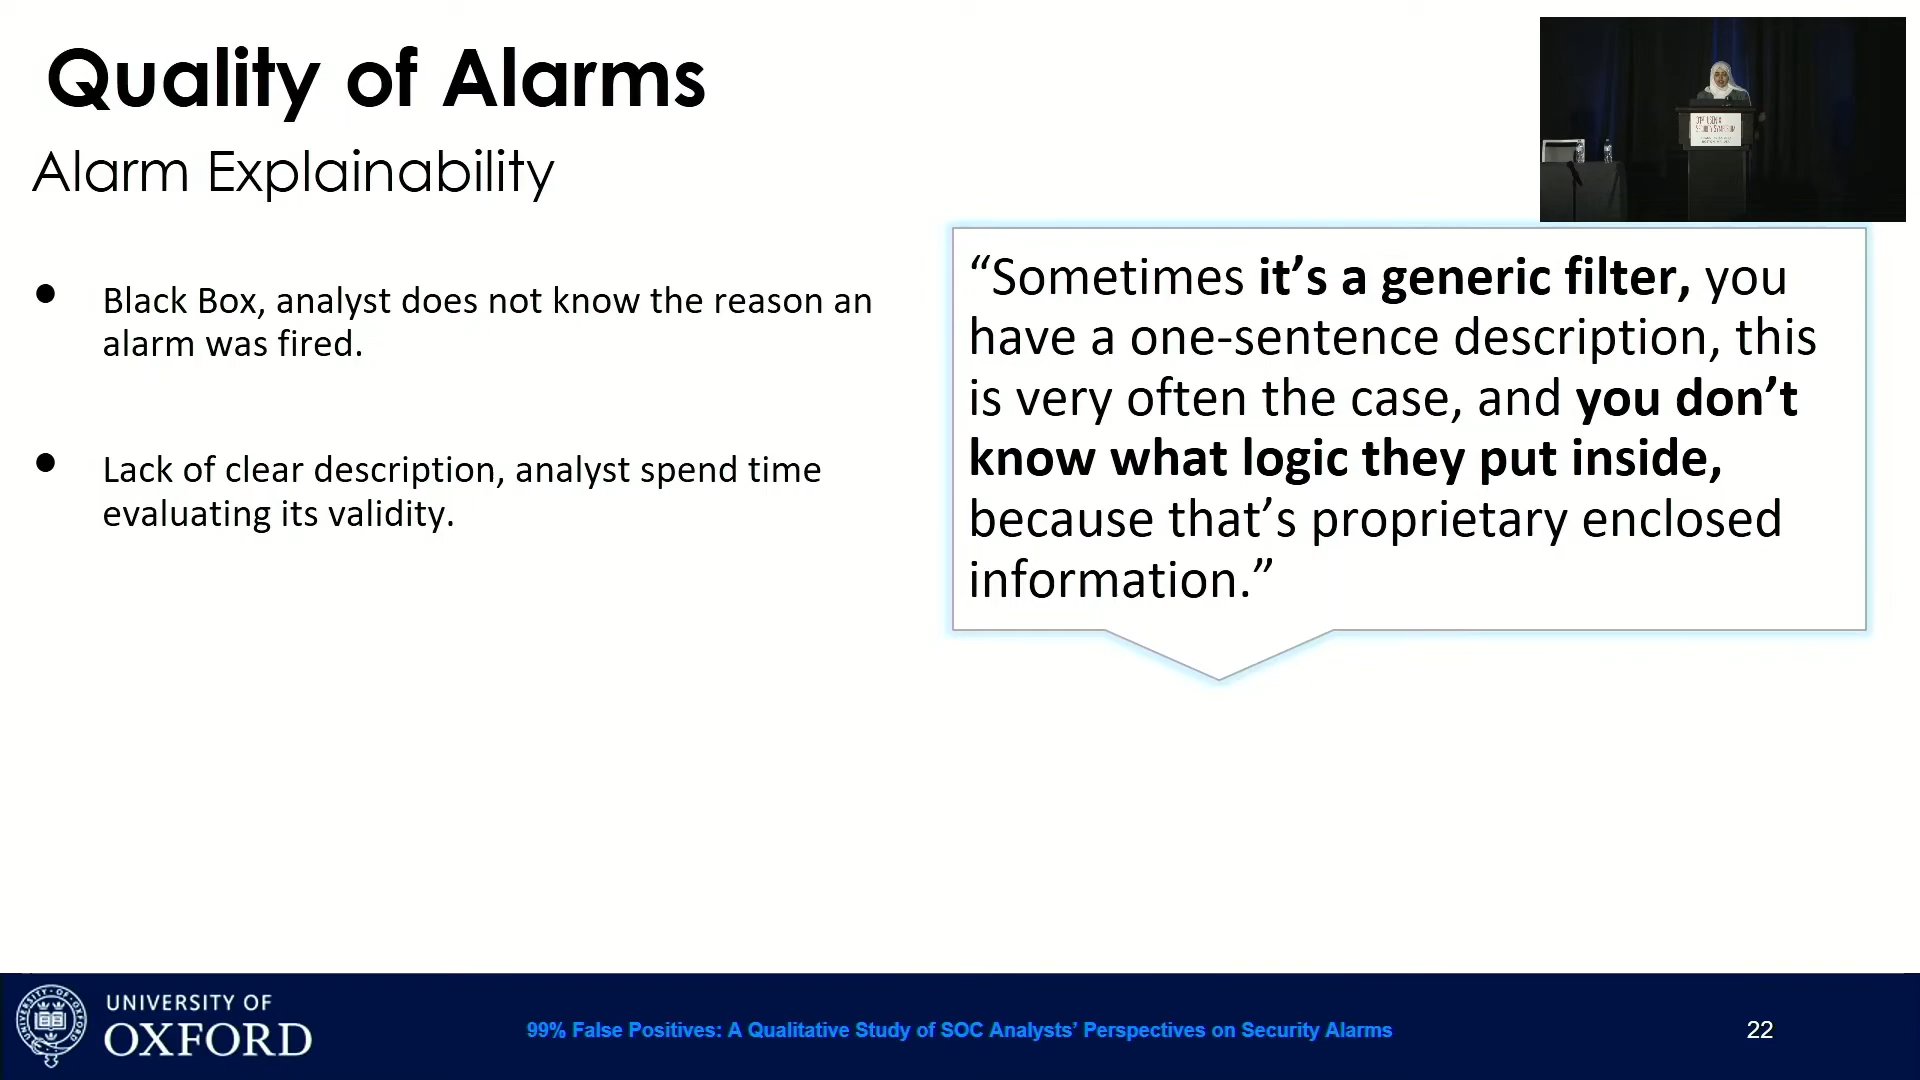 Quality of Alarms
Alarm Explainability
• Black Box, analyst does not know the reason an
alarm was fired.
• Lack of clear description, analyst spend time
evaluating its validity.
“Sometimes it’s a generic filter, you
have a one-sentence description, this
is very often the case, and you don’t
know what logic they put inside,
because that’s proprietary enclosed
information.”
UNIVERSITY OF
OXFORD
99% False Positives: A Qualitative Study of SOC Analysts’ Perspectives on Security Alarms
22